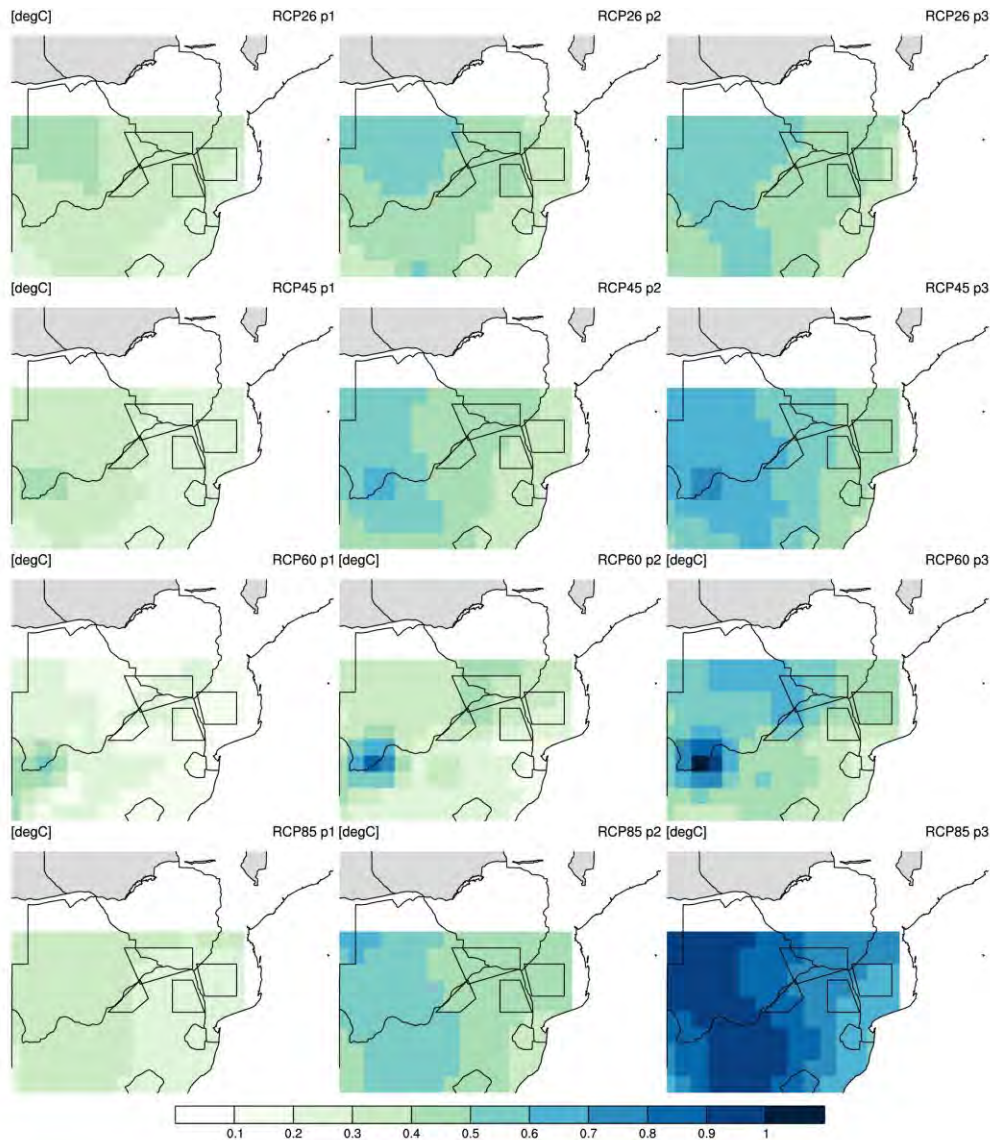 [degC] RCP26 p1 RCP26 p2 RCP26 p3
[degC] RCP45 p1 RCP45 p2 RCP45 p3
[degC] RCP60 p1 [degC] RCP60 p2 [degC] RCP60 p3
[degC] RCP85 p1 [degC] RCP85 p2 [degC] RCP85 p3
0.1 0.2 0.3 0.4 0.5 0.6 0.7 0.8 0.9 1